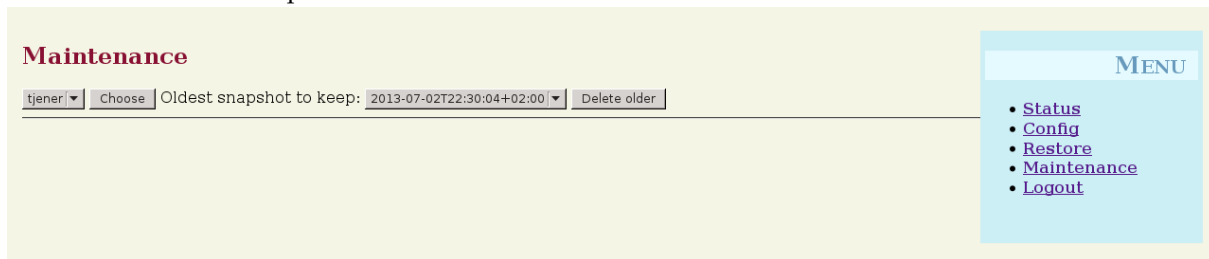 Maintenance
tjener Choose Oldest snapshot to keep: 2013-07-02T22:30:04+02:00 Delete older
MENU
Status
Config
Restore
Maintenance
Logout